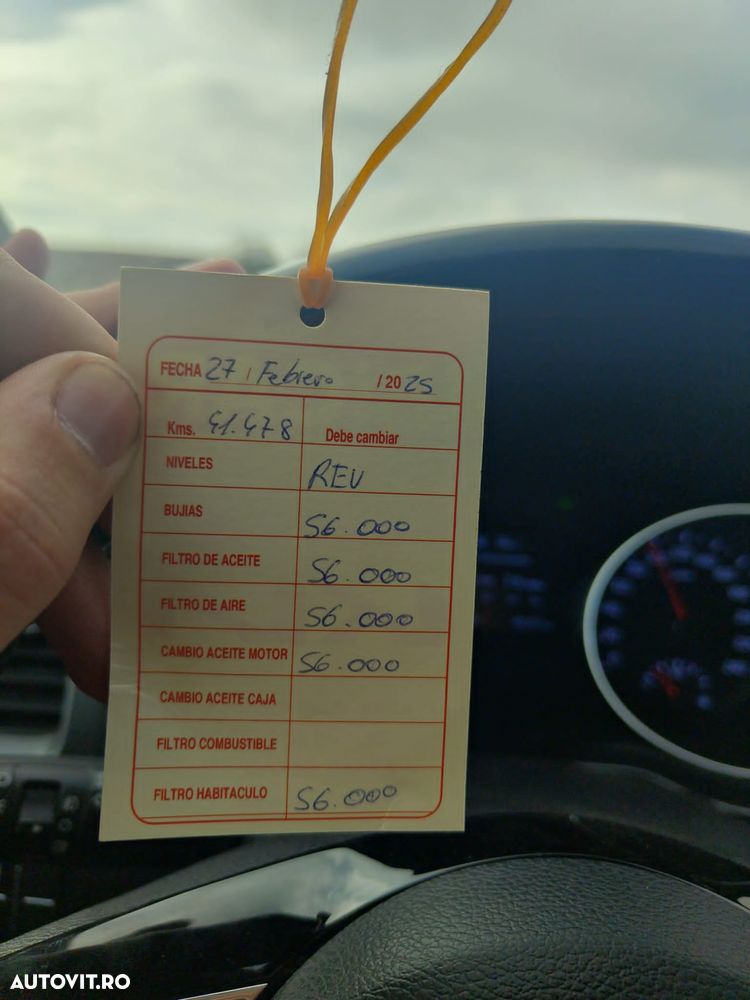 FECHA 27 / Febrero / 20 25
Kms. 41.478 Debe cambiar
NIVELES REV
BUJIAS 56.000
FILTRO DE ACEITE 56.000
FILTRO DE AIRE 56.000
CAMBIO ACEITE MOTOR 56.000
CAMBIO ACEITE CAJA
FILTRO COMBUSTIBLE
FILTRO HABITACULO 56.000
AUTOVIT.RO